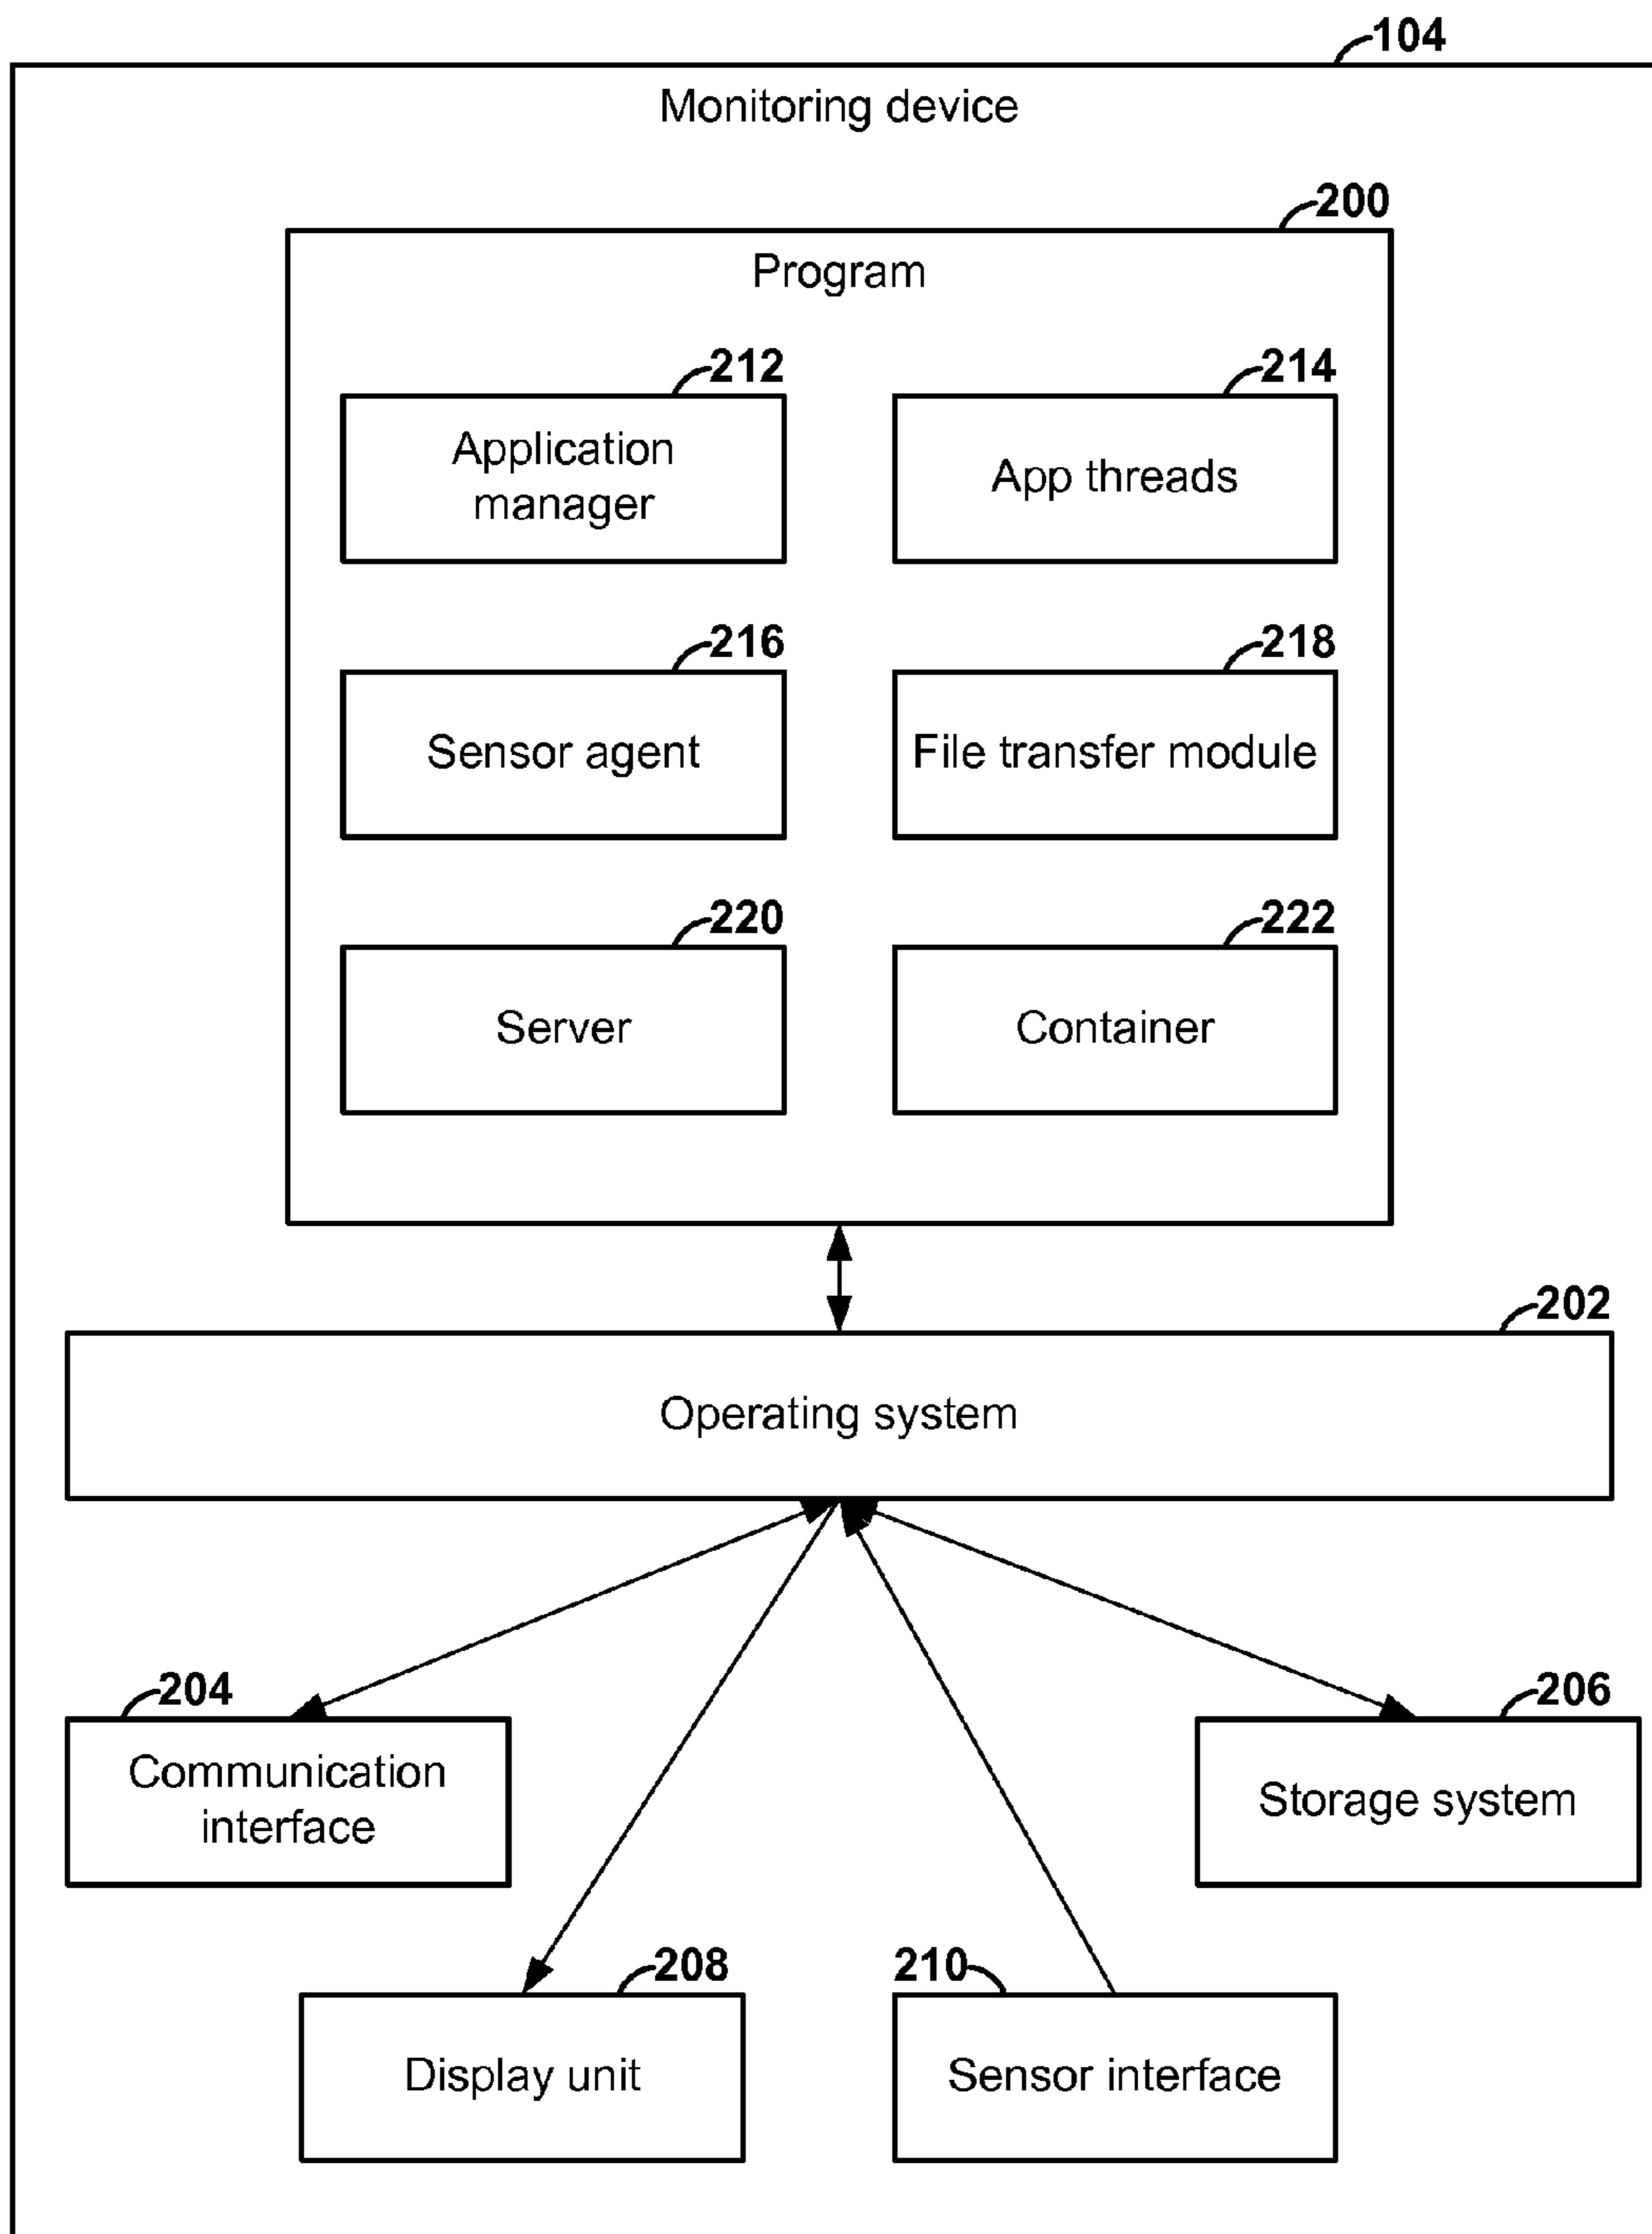 104
Monitoring device
200
Program
212
214
Application
manager
App threads
216
218
Sensor agent
File transfer module
220
222
Server
Container
202
Operating system
204
206
Communication
interface
Storage system
208
210
Display unit
Sensor interface